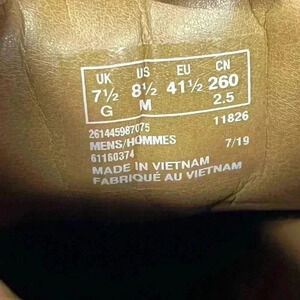 UK US EU CN
7½ 8½ 41½ 260
G M 2.5
261445987075 11826
MENS/HOMMES 7/19
61160374
MADE IN VIETNAM
FABRIQUÉ AU VIETNAM